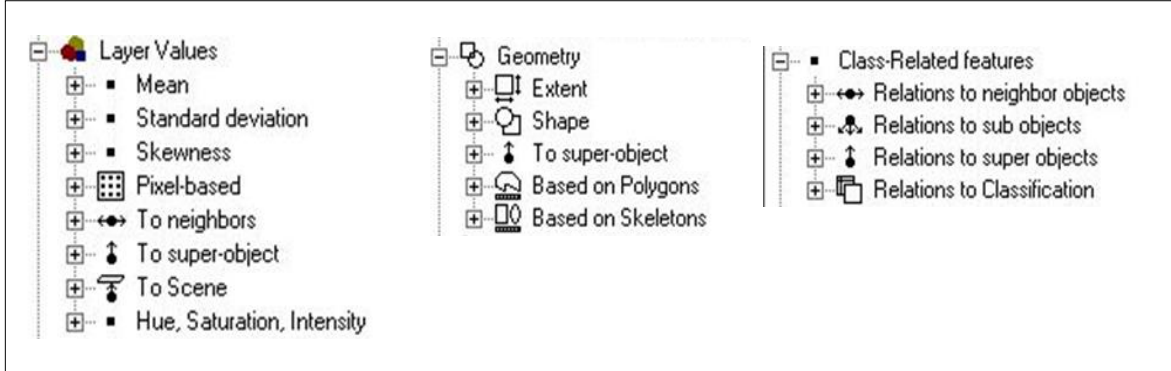 Layer Values
Mean
Standard deviation
Skewness
Pixel-based
To neighbors
To super-object
To Scene
Hue, Saturation, Intensity
Geometry
Extent
Shape
To super-object
Based on Polygons
Based on Skeletons
Class-Related features
Relations to neighbor objects
Relations to sub objects
Relations to super objects
Relations to Classification